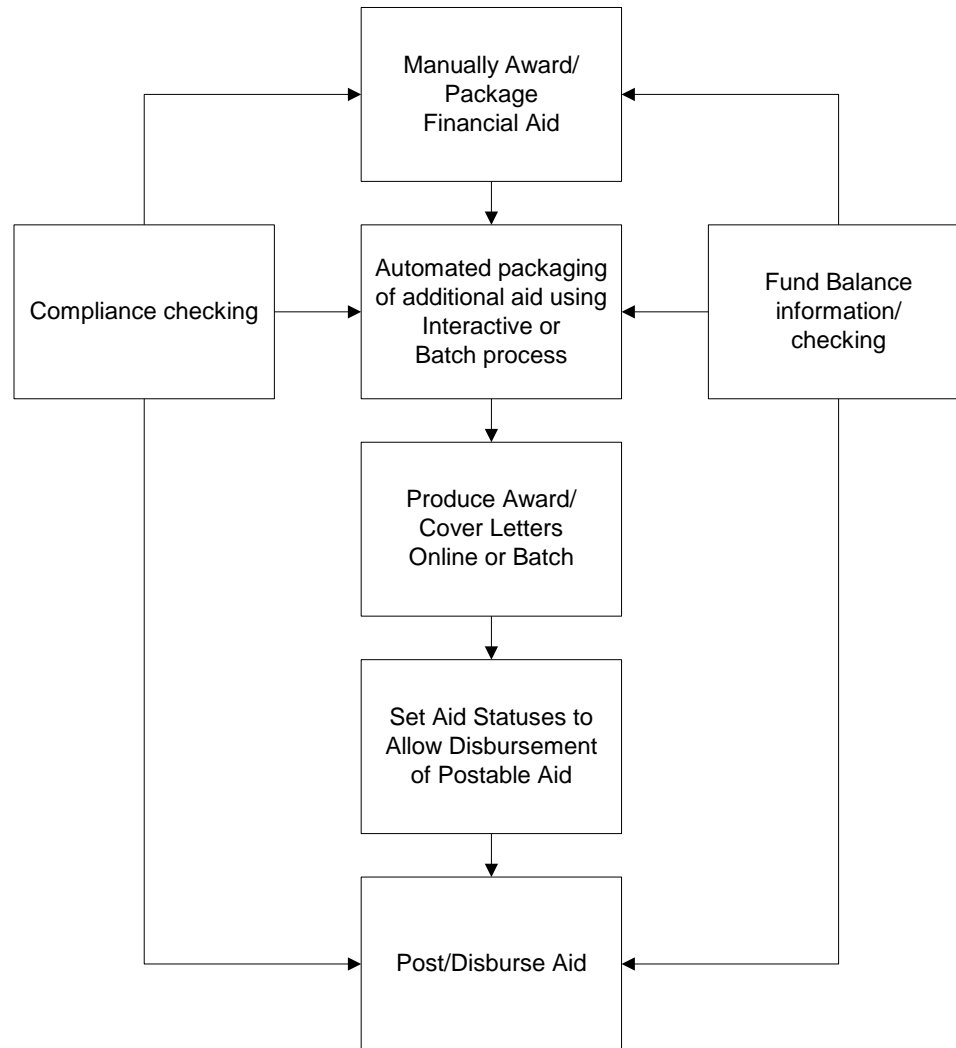 Manually Award/
Package
Financial Aid
Compliance checking
Automated packaging
of additional aid using
Interactive or
Batch process
Fund Balance
information/
checking
Produce Award/
Cover Letters
Online or Batch
Set Aid Statuses to
Allow Disbursement
of Postable Aid
Post/Disburse Aid